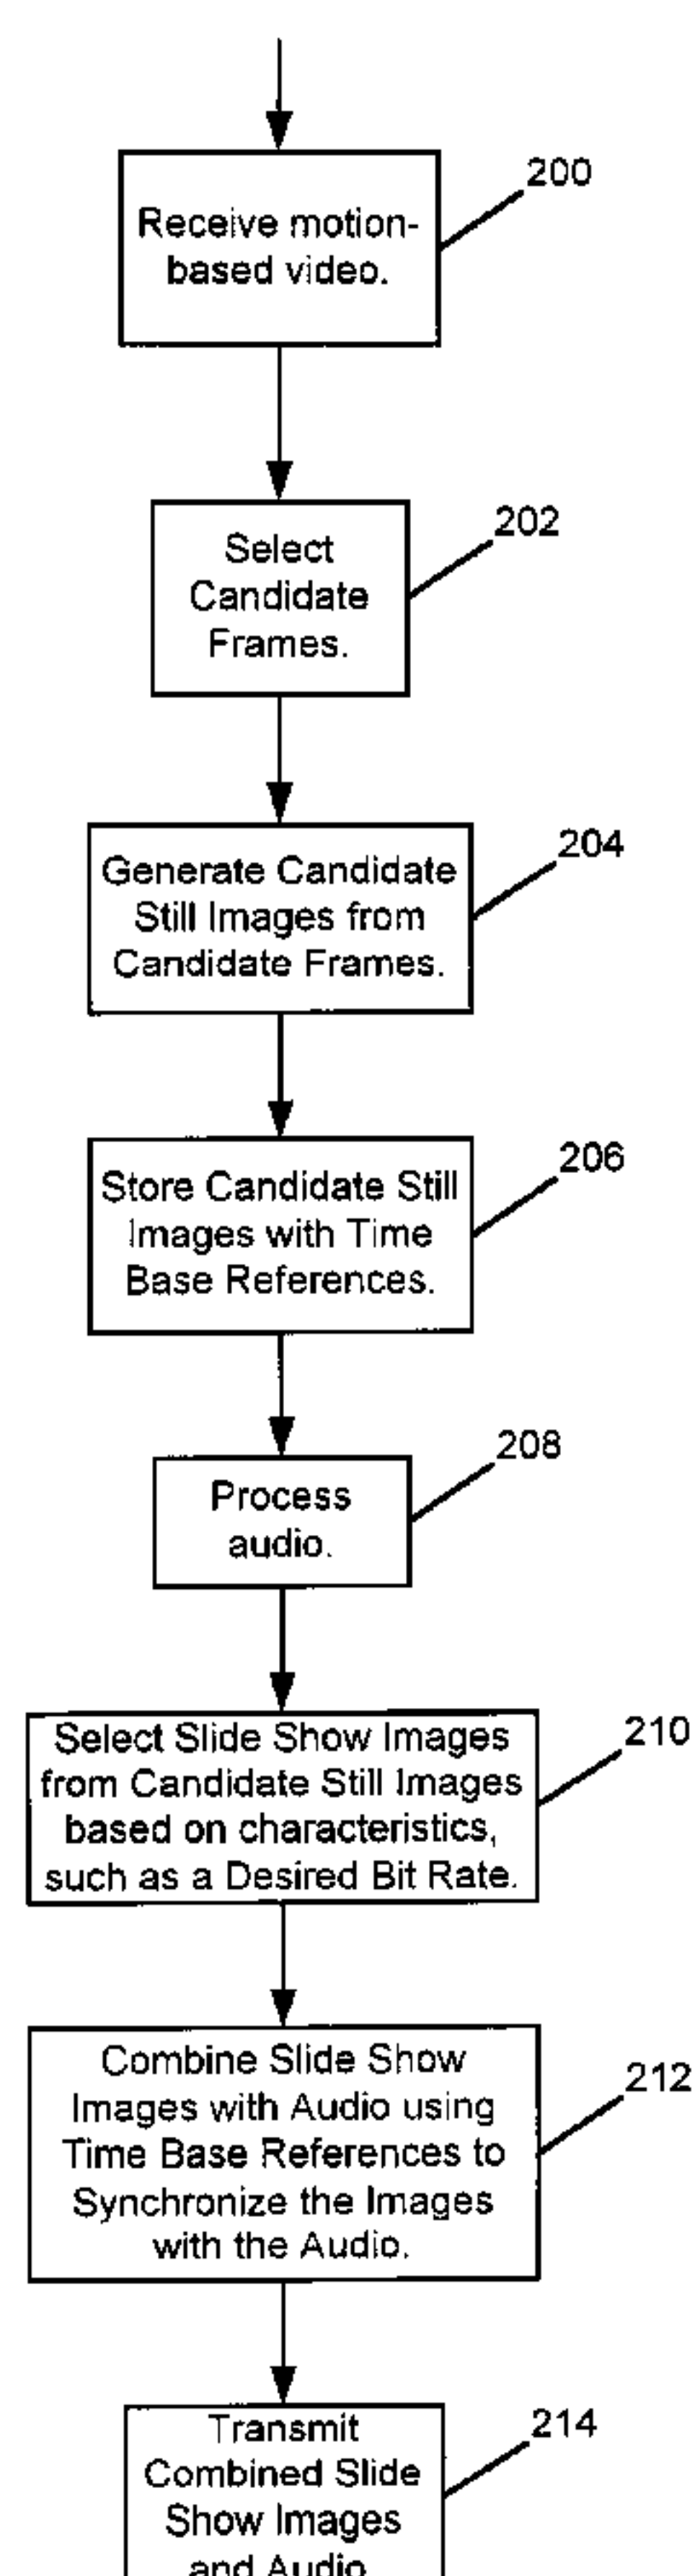 200
Receive motion-
based video.
202
Select
Candidate
Frames.
204
Generate Candidate
Still Images from
Candidate Frames.
206
Store Candidate Still
Images with Time
Base References.
208
Process
audio.
210
Select Slide Show Images
from Candidate Still Images
based on characteristics,
such as a Desired Bit Rate.
212
Combine Slide Show
Images with Audio using
Time Base References to
Synchronize the Images
with the Audio.
214
Transmit
Combined Slide
Show Images
and Audio